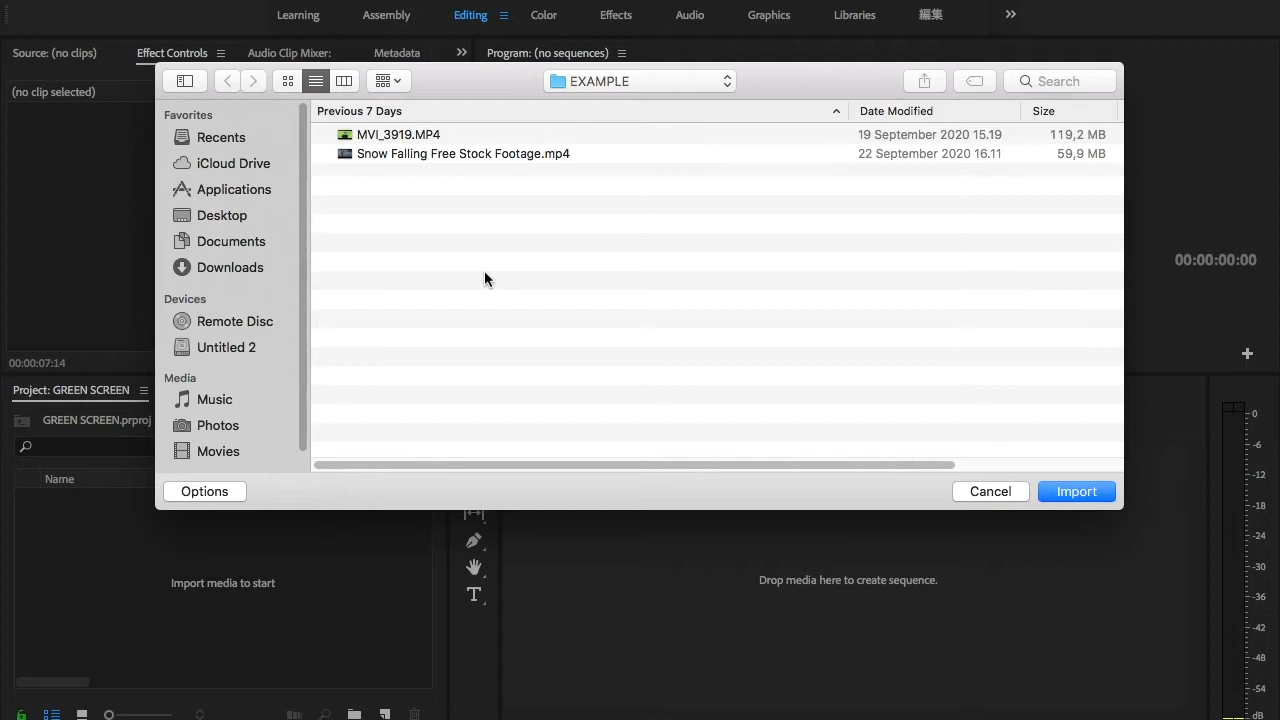 Learning Assembly Editing Color Effects Audio Graphics Libraries 編集
Source: (no clips) Effect Controls Audio Clip Mixer: Metadata Program: (no sequences)
EXAMPLE Search
(no clip selected)
Favorites
Recents
iCloud Drive
Applications
Desktop
Documents
Downloads
Devices
Remote Disc
Untitled 2
Media
Music
Photos
Movies
Previous 7 Days Date Modified Size
MVI_3919.MP4 19 September 2020 15.19 119,2 MB
Snow Falling Free Stock Footage.mp4 22 September 2020 16.11 59,9 MB
Options Cancel Import
00:00:00:00
00:00:07:14
Project: GREEN SCREEN
GREEN SCREEN.prproj
Name
Import media to start
T
Drop media here to create sequence.
0
-6
-12
-18
-24
-30
-36
-42
-48
-54
dB